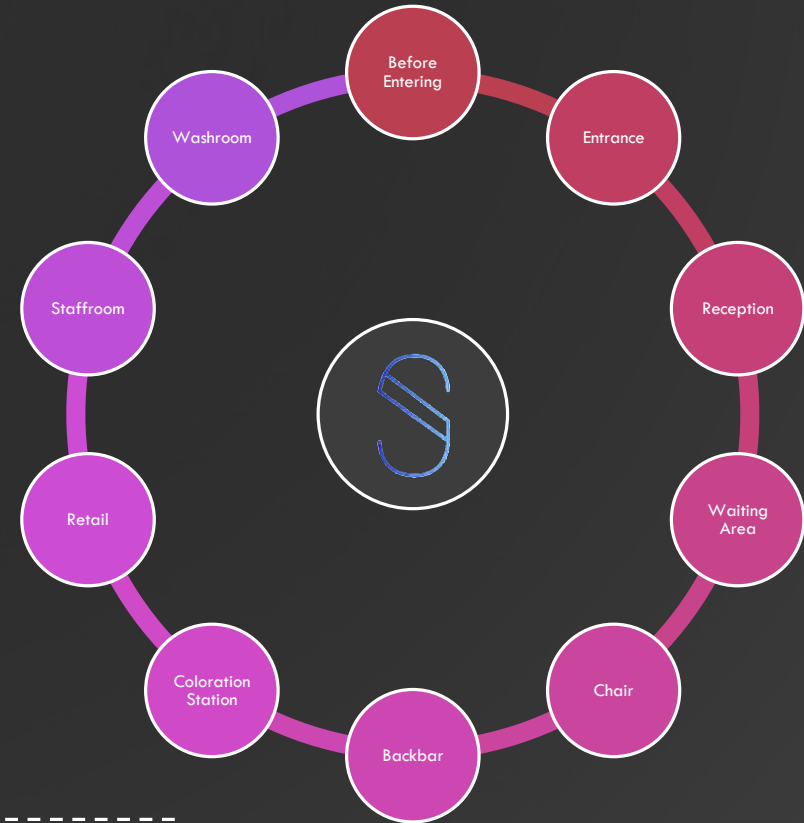 Before
Entering
Entrance
Reception
Waiting
Area
Chair
Backbar
Coloration
Station
Retail
Staffroom
Washroom
S